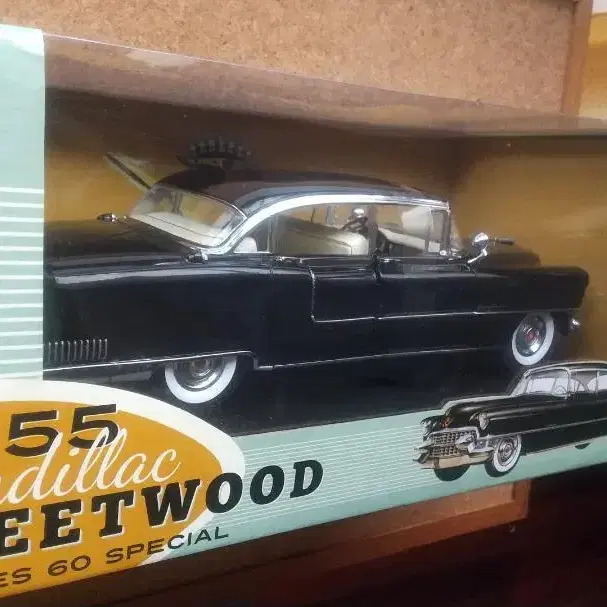 55
dillac
EETWOOD
ES 60 SPECIAL